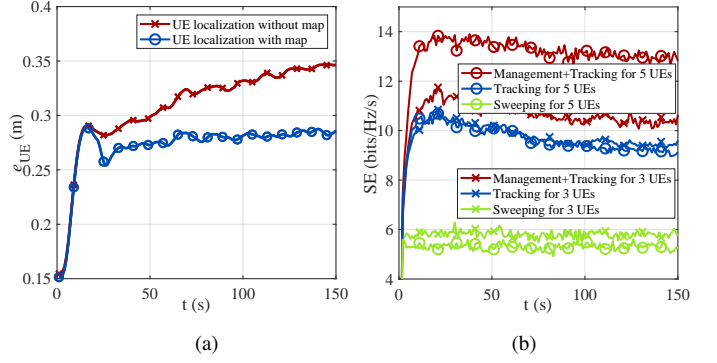 0.4
0.35
0.3
0.25
0.2
0.15
e_UE (m)
UE localization without map
UE localization with map
0
50
100
150
t (s)
(a)
16
14
12
10
8
6
4
SE (bits/Hz/s)
Management+Tracking for 5 UEs
Tracking for 5 UEs
Sweeping for 5 UEs
Management+Tracking for 3 UEs
Tracking for 3 UEs
Sweeping for 3 UEs
0
50
100
150
t (s)
(b)